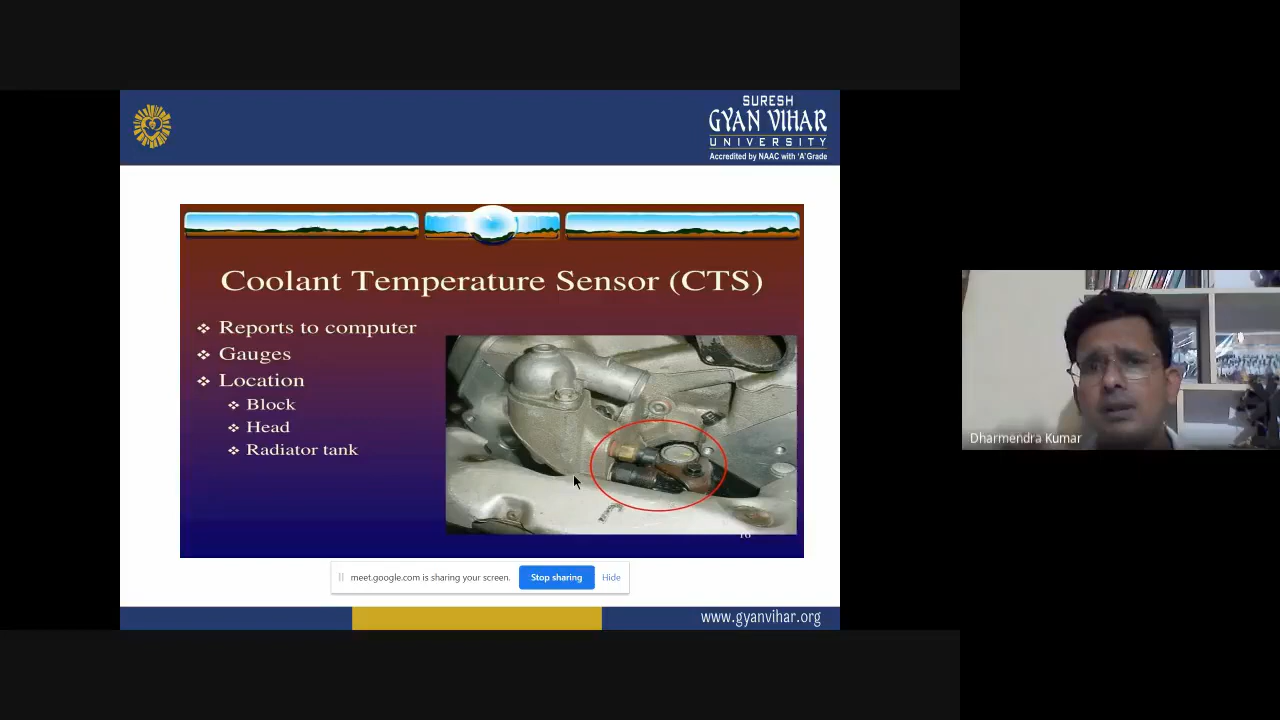 SURESH
GYAN VIHAR
UNIVERSITY
Accredited by NAAC with 'A' Grade
Coolant Temperature Sensor (CTS)
❖ Reports to computer
❖ Gauges
❖ Location
❖ Block
❖ Head
❖ Radiator tank
16
meet.google.com is sharing your screen.
Stop sharing
Hide
www.gyanvihar.org
Dharmendra Kumar